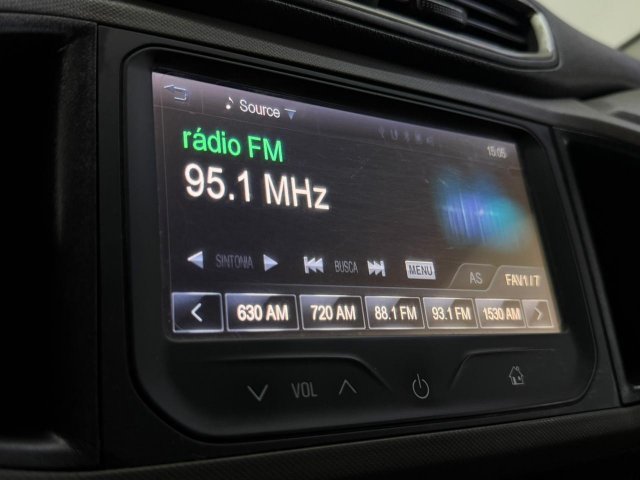 Source
15:05
rádio FM
95.1 MHz
SINTONIA BUSCA MENU AS FAV1/7
630 AM 720 AM 88.1 FM 93.1 FM 1530 AM
VOL